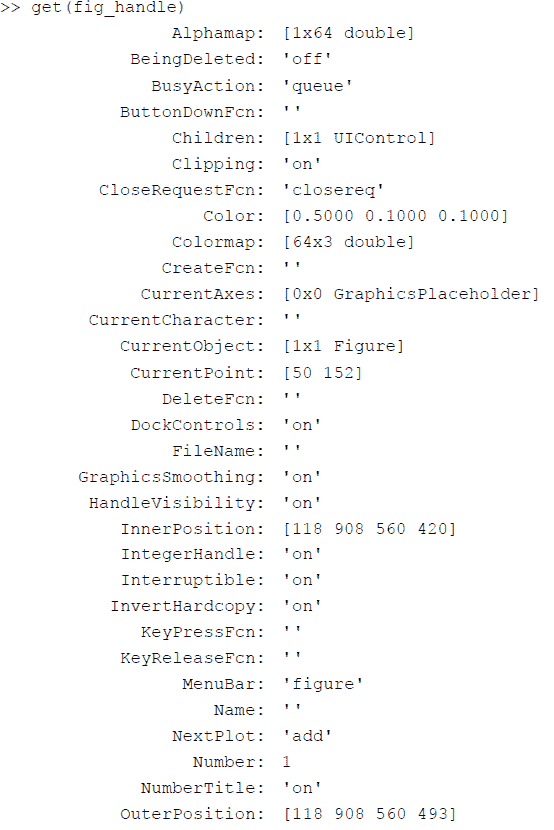 >> get(fig_handle)
Alphamap: [1x64 double]
BeingDeleted: 'off'
BusyAction: 'queue'
ButtonDownFcn: ''
Children: [1x1 UIControl]
Clipping: 'on'
CloseRequestFcn: 'closereq'
Color: [0.5000 0.1000 0.1000]
Colormap: [64x3 double]
CreateFcn: ''
CurrentAxes: [0x0 GraphicsPlaceholder]
CurrentCharacter: ''
CurrentObject: [1x1 Figure]
CurrentPoint: [50 152]
DeleteFcn: ''
DockControls: 'on'
FileName: ''
GraphicsSmoothing: 'on'
HandleVisibility: 'on'
InnerPosition: [118 908 560 420]
IntegerHandle: 'on'
Interruptible: 'on'
InvertHardcopy: 'on'
KeyPressFcn: ''
KeyReleaseFcn: ''
MenuBar: 'figure'
Name: ''
NextPlot: 'add'
Number: 1
NumberTitle: 'on'
OuterPosition: [118 908 560 493]